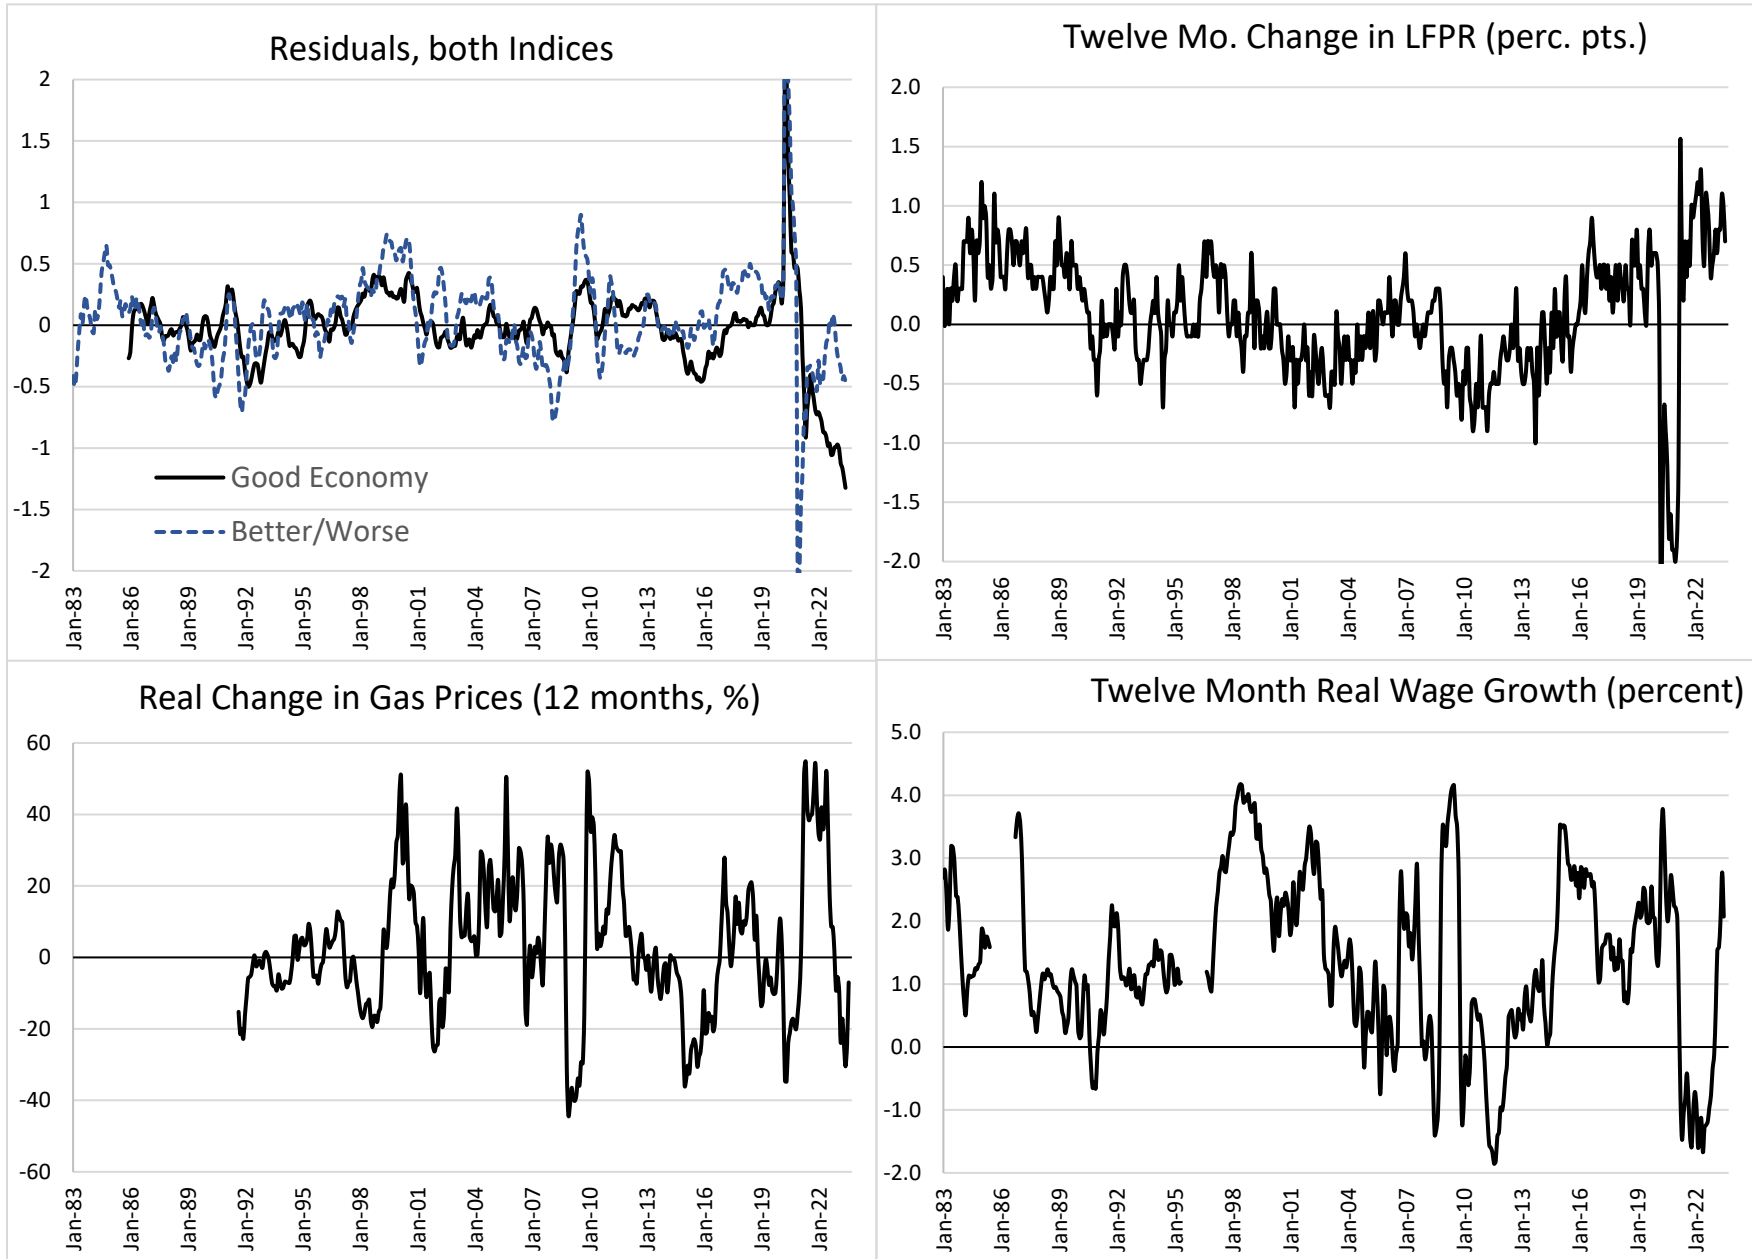 Residuals, both Indices
2
1.5
1
0.5
0
-0.5
-1
-1.5
-2
Good Economy
Better/Worse
Jan-83
Jan-86
Jan-89
Jan-92
Jan-95
Jan-98
Jan-01
Jan-04
Jan-07
Jan-10
Jan-13
Jan-16
Jan-19
Jan-22
Twelve Mo. Change in LFPR (perc. pts.)
2.0
1.5
1.0
0.5
0.0
-0.5
-1.0
-1.5
-2.0
Jan-83
Jan-86
Jan-89
Jan-92
Jan-95
Jan-98
Jan-01
Jan-04
Jan-07
Jan-10
Jan-13
Jan-16
Jan-19
Jan-22
Real Change in Gas Prices (12 months, %)
60
40
20
0
-20
-40
-60
Jan-83
Jan-86
Jan-89
Jan-92
Jan-95
Jan-98
Jan-01
Jan-04
Jan-07
Jan-10
Jan-13
Jan-16
Jan-19
Jan-22
Twelve Month Real Wage Growth (percent)
5.0
4.0
3.0
2.0
1.0
0.0
-1.0
-2.0
Jan-83
Jan-86
Jan-89
Jan-92
Jan-95
Jan-98
Jan-01
Jan-04
Jan-07
Jan-10
Jan-13
Jan-16
Jan-19
Jan-22